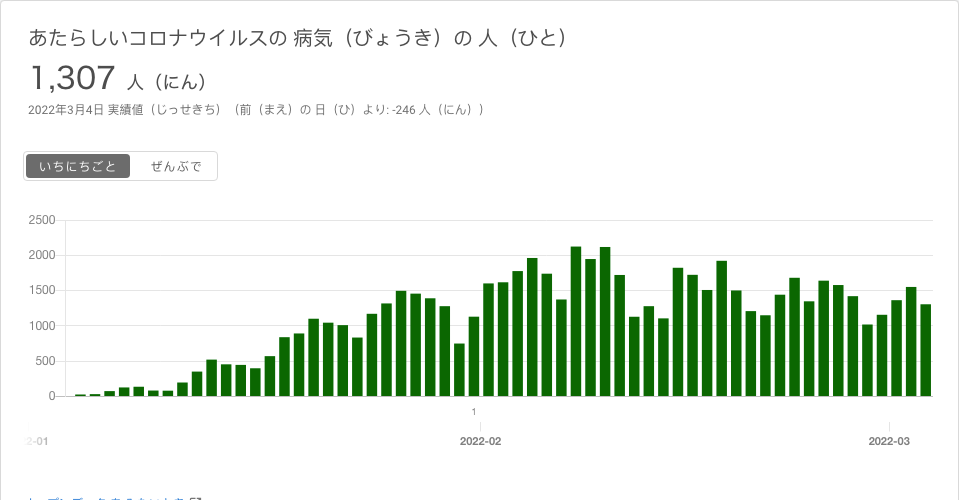 あたらしいコロナウイルスの 病気（びょうき）の 人（ひと）
1,307 人（にん）
2022年3月4日 実績値（じっせきち）（前（まえ）の 日（ひ）より: -246 人（にん））
いちにちごと ぜんぶで
2500
2000
1500
1000
500
0
1
2-01 2022-02 2022-03